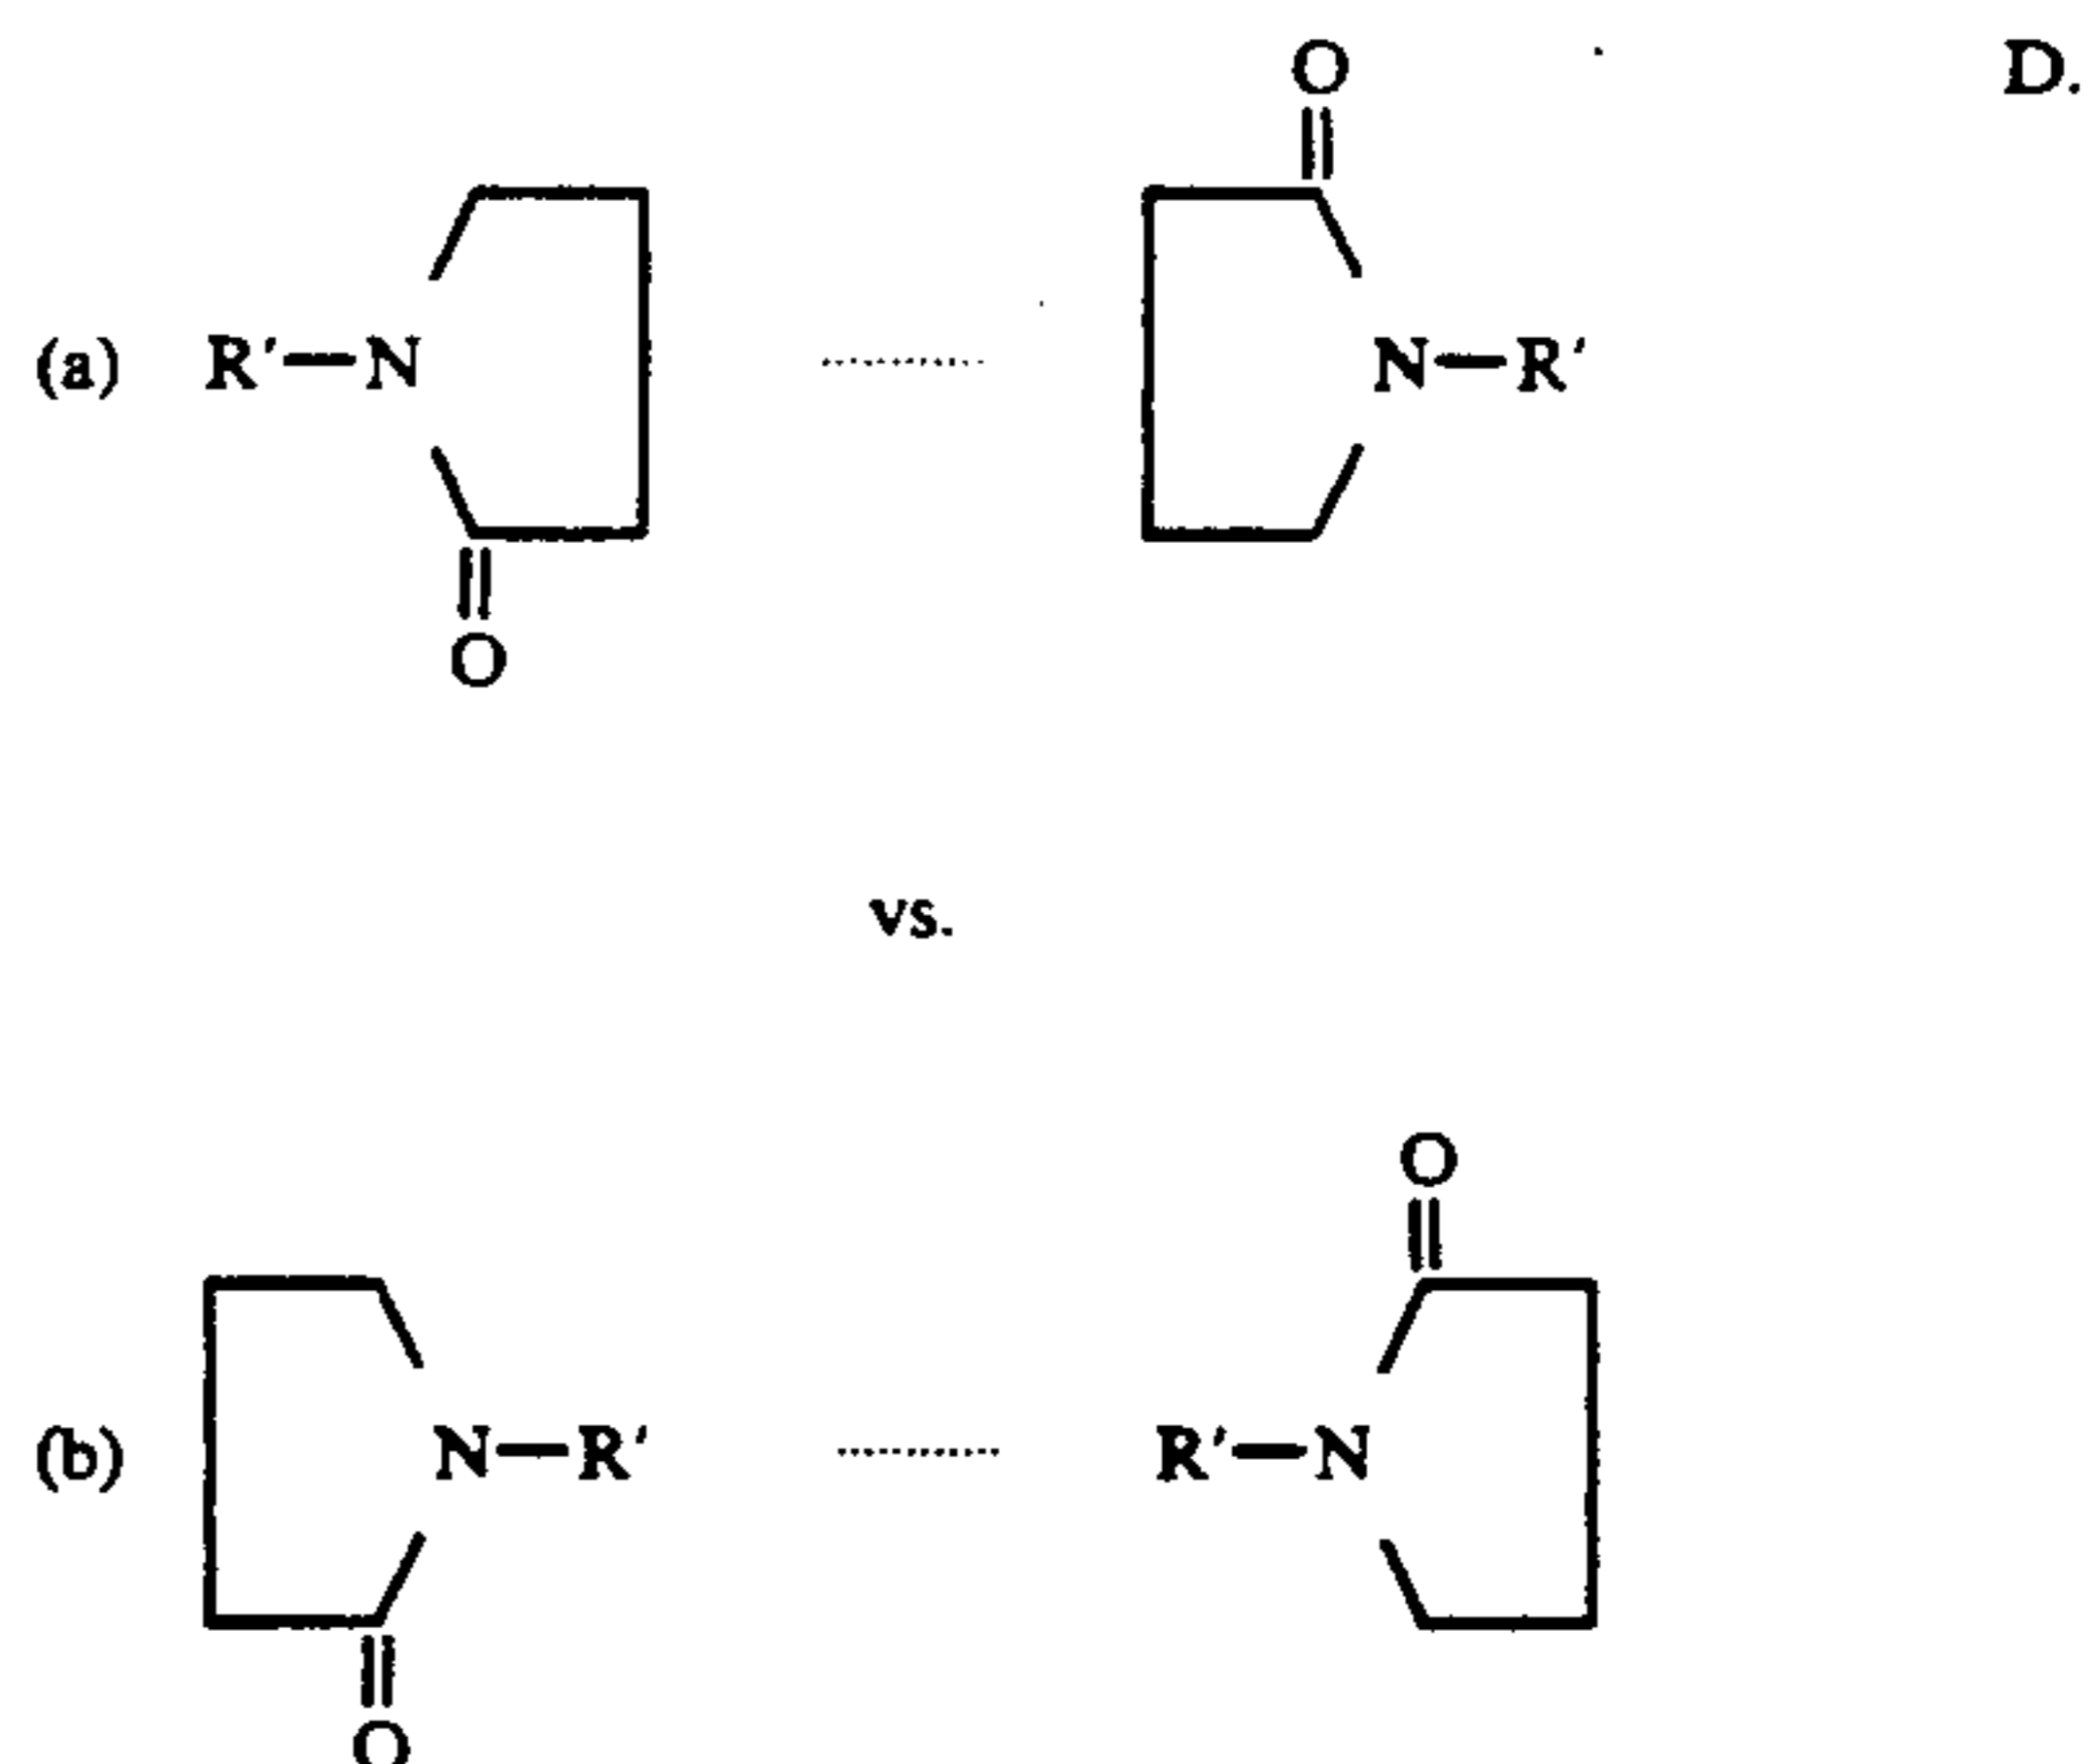 O D.
(a) R′—N N—R′
O
vs.
O
(b) N—R′ R′—N
O